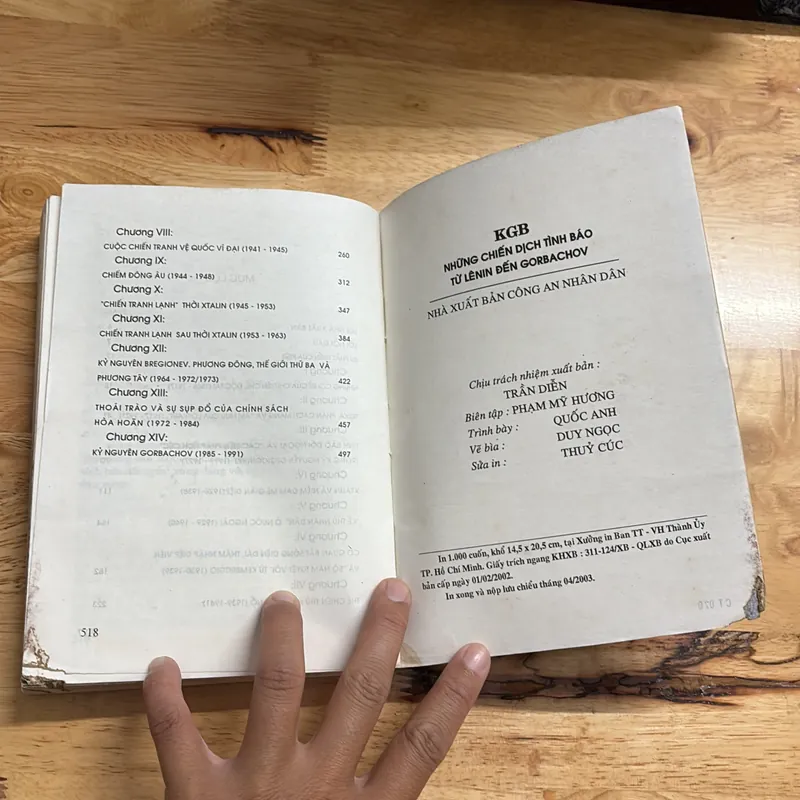 Chương VIII:
CUỘC CHIẾN TRANH VỆ QUỐC VĨ ĐẠI (1941 - 1945) 260
Chương IX:
CHIẾM ĐÔNG ÂU (1944 - 1948) 312
Chương X:
"CHIẾN TRANH LẠNH" THỜI XTALIN (1945 - 1953) 347
Chương XI:
CHIẾN TRANH LẠNH SAU THỜI XTALIN (1953 - 1963) 384
Chương XII:
KỶ NGUYÊN BREGIONEV. PHƯƠNG ĐÔNG, THẾ GIỚI THỨ BA VÀ
PHƯƠNG TÂY (1964 - 1972/1973) 422
Chương XIII:
THOÁI TRÀO VÀ SỰ SỤP ĐỔ CỦA CHÍNH SÁCH
HÒA HOÃN (1972 - 1984) 457
Chương XIV:
KỶ NGUYÊN GORBACHOV (1985 - 1991) 497
518
KGB
NHỮNG CHIẾN DỊCH TÌNH BÁO
TỪ LÊNIN ĐẾN GORBACHOV
NHÀ XUẤT BẢN CÔNG AN NHÂN DÂN
Chịu trách nhiệm xuất bản :
TRẦN DIỄN
Biên tập : PHẠM MỸ HƯƠNG
Trình bày : QUỐC ANH
Vẽ bìa : DUY NGỌC
Sửa in : THUỶ CÚC
In 1.000 cuốn, khổ 14,5 x 20,5 cm, tại Xưởng in Ban TT - VH Thành Ủy
TP. Hồ Chí Minh. Giấy trích ngang KHXB : 311-124/XB - QLXB do Cục xuất
bản cấp ngày 01/02/2002.
In xong và nộp lưu chiểu tháng 04/2003.